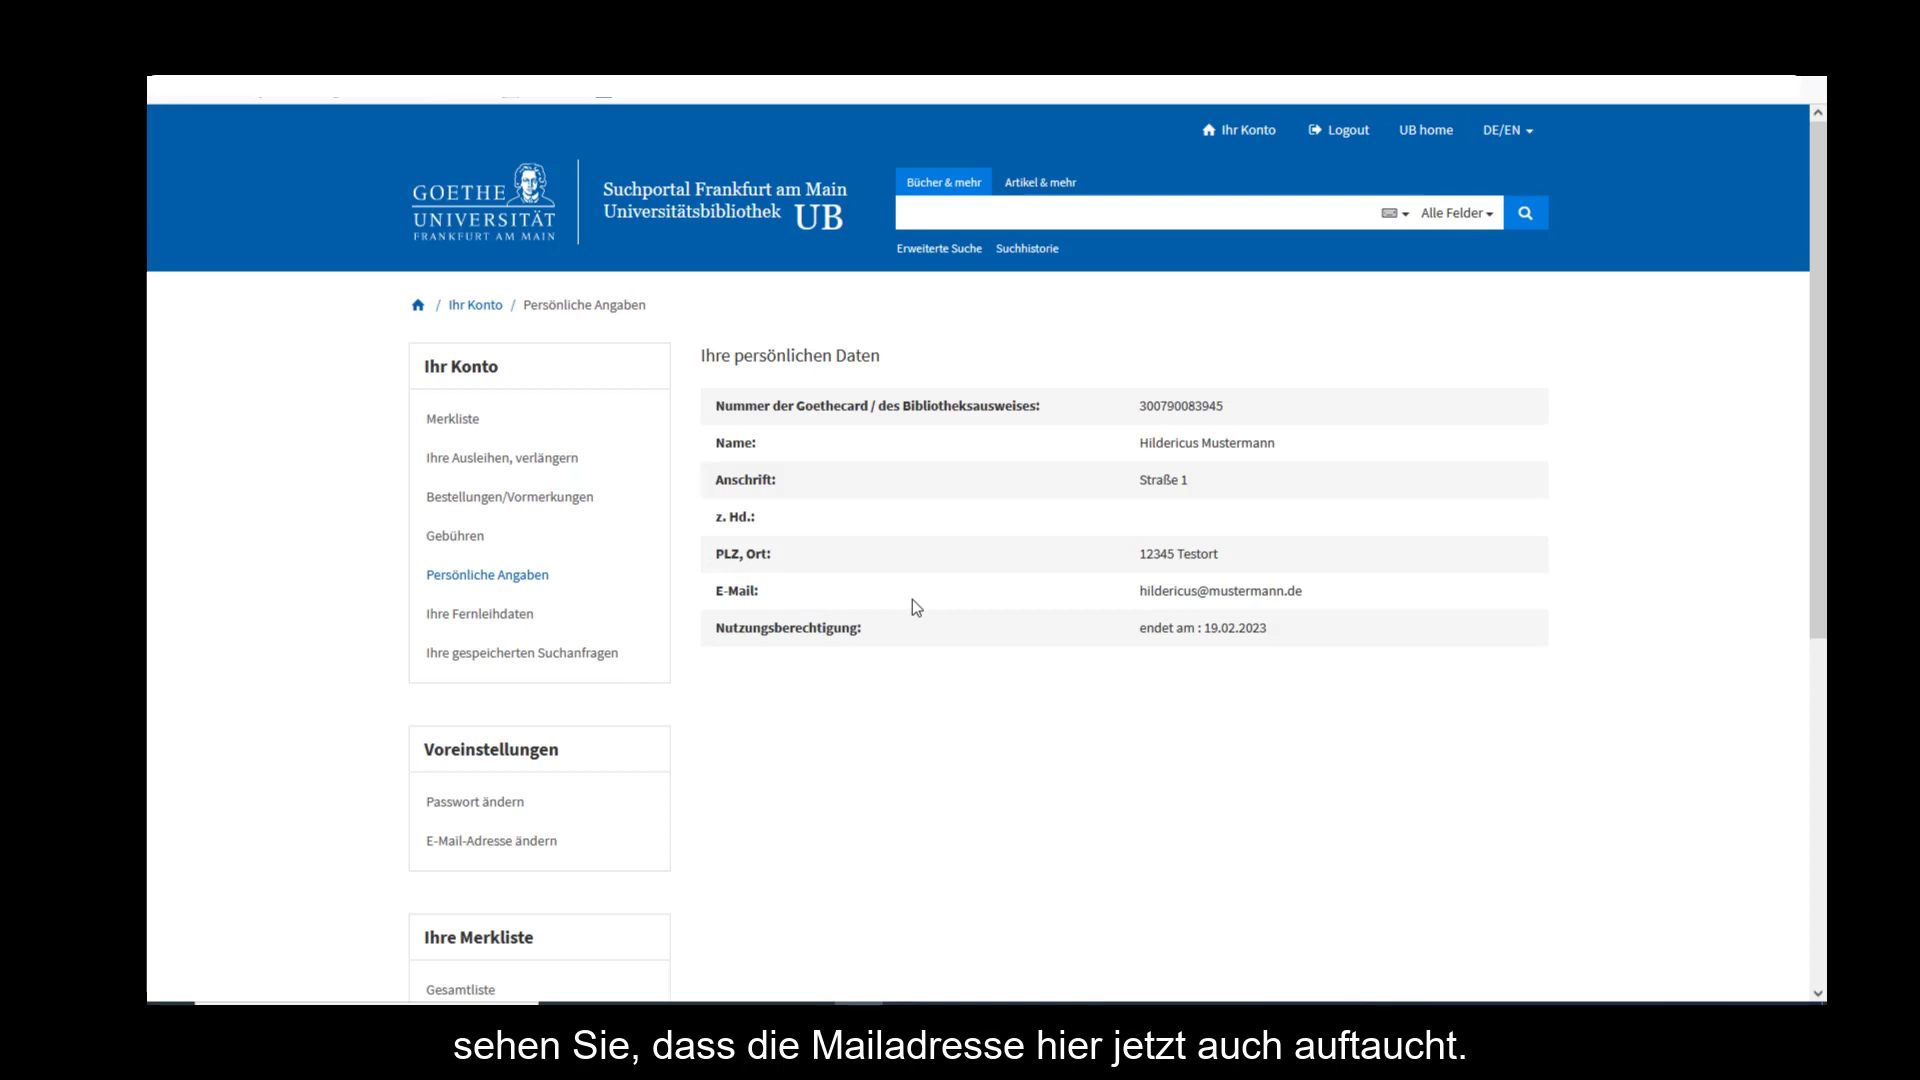 Ihr Konto Logout UB home DE/EN
GOETHE
UNIVERSITÄT
FRANKFURT AM MAIN
Suchportal Frankfurt am Main
Universitätsbibliothek UB
Bücher & mehr Artikel & mehr
Alle Felder
Erweiterte Suche Suchhistorie
/ Ihr Konto / Persönliche Angaben
Ihr Konto
Merkliste
Ihre Ausleihen, verlängern
Bestellungen/Vormerkungen
Gebühren
Persönliche Angaben
Ihre Fernleihdaten
Ihre gespeicherten Suchanfragen
Voreinstellungen
Passwort ändern
E-Mail-Adresse ändern
Ihre Merkliste
Gesamtliste
Ihre persönlichen Daten
Nummer der Goethecard / des Bibliotheksausweises: 300790083945
Name: Hildericus Mustermann
Anschrift: Straße 1
z. Hd.:
PLZ, Ort: 12345 Testort
E-Mail: hildericus@mustermann.de
Nutzungsberechtigung: endet am : 19.02.2023
sehen Sie, dass die Mailadresse hier jetzt auch auftaucht.